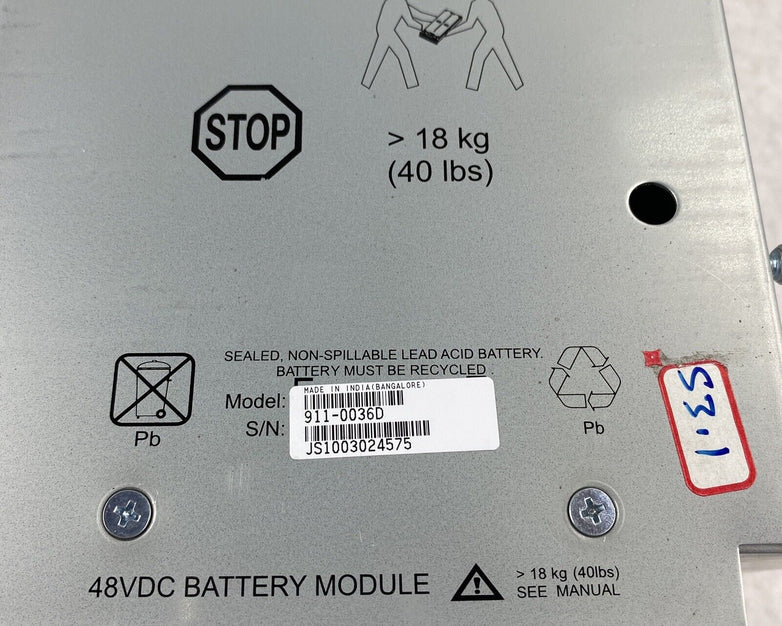 STOP
> 18 kg
(40 lbs)
SEALED, NON-SPILLABLE LEAD ACID BATTERY.
BATTERY MUST BE RECYCLED .
MADE IN INDIA(BANGALORE)
Model: 911-0036D
S/N: JS1003024575
Pb
Pb
53.1
48VDC BATTERY MODULE
> 18 kg (40lbs)
SEE MANUAL